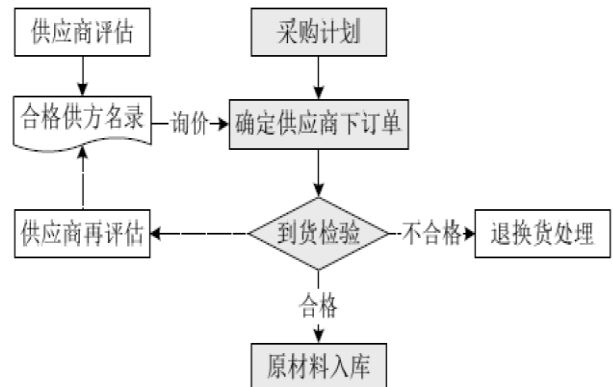 供应商评估
采购计划
合格供方名录
询价
确定供应商下订单
供应商再评估
到货检验
不合格
退换货处理
合格
原材料入库